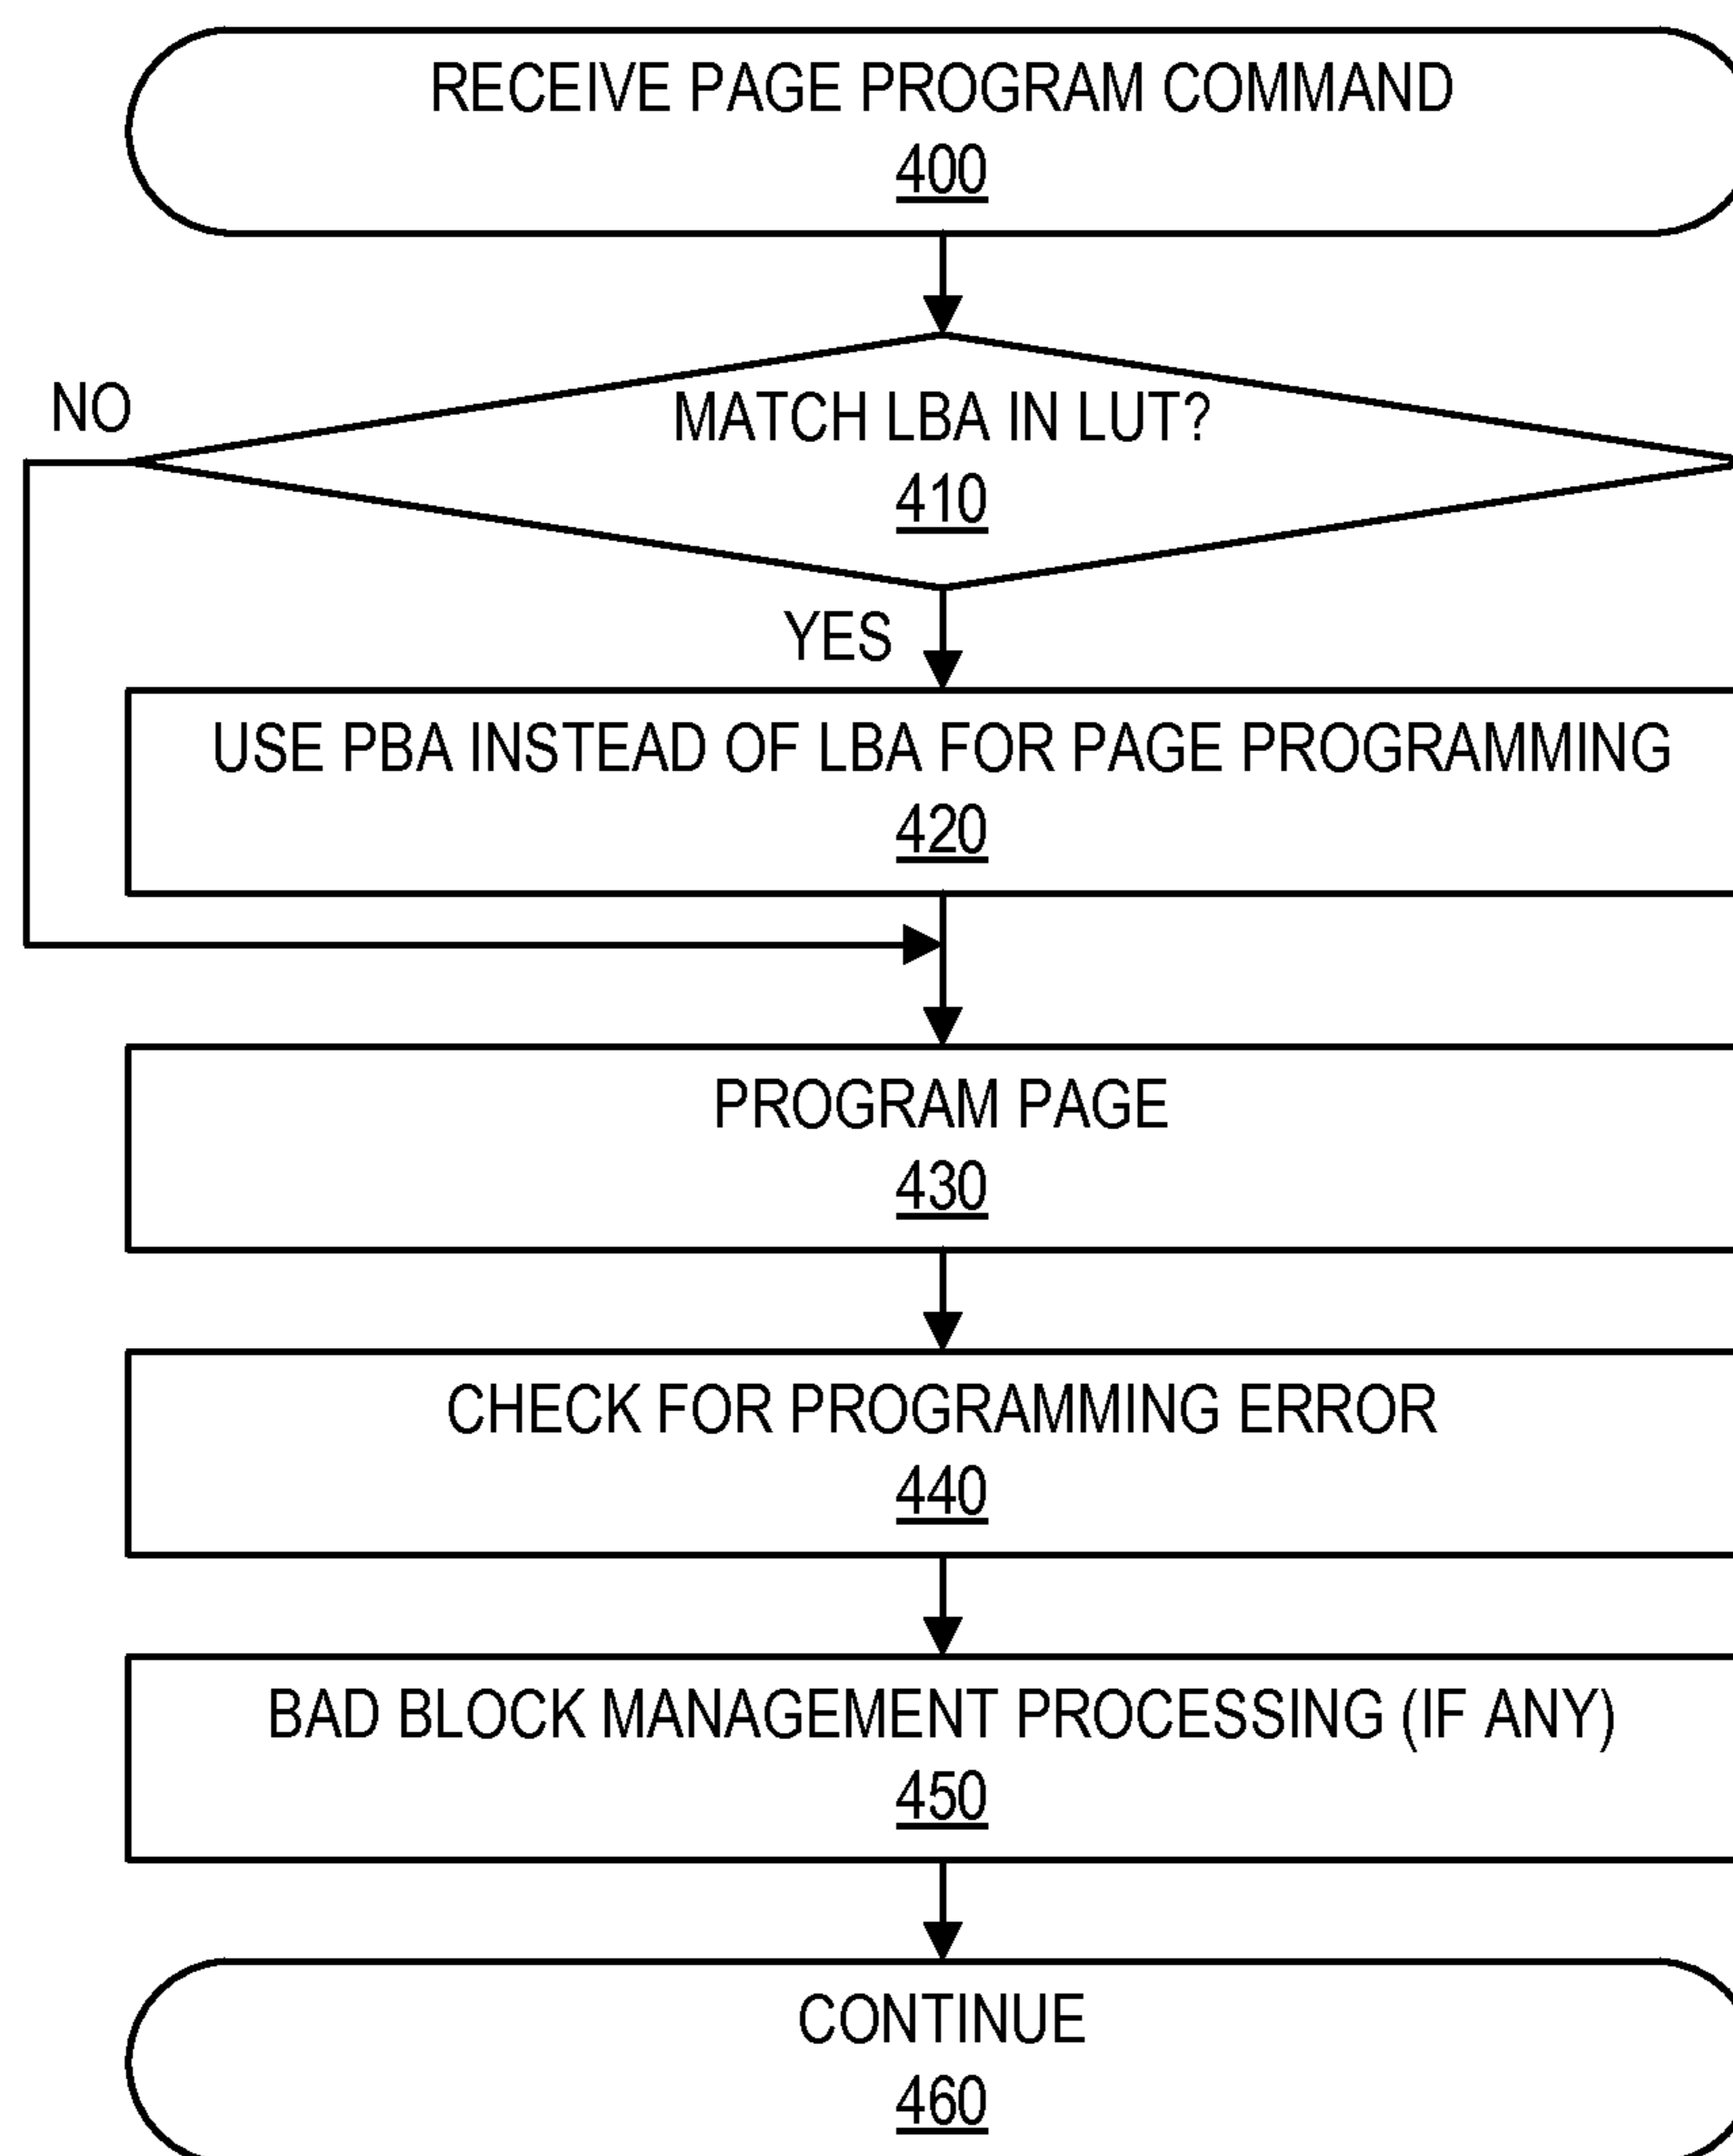 RECEIVE PAGE PROGRAM COMMAND
400
NO
MATCH LBA IN LUT?
410
YES
USE PBA INSTEAD OF LBA FOR PAGE PROGRAMMING
420
PROGRAM PAGE
430
CHECK FOR PROGRAMMING ERROR
440
BAD BLOCK MANAGEMENT PROCESSING (IF ANY)
450
CONTINUE
460